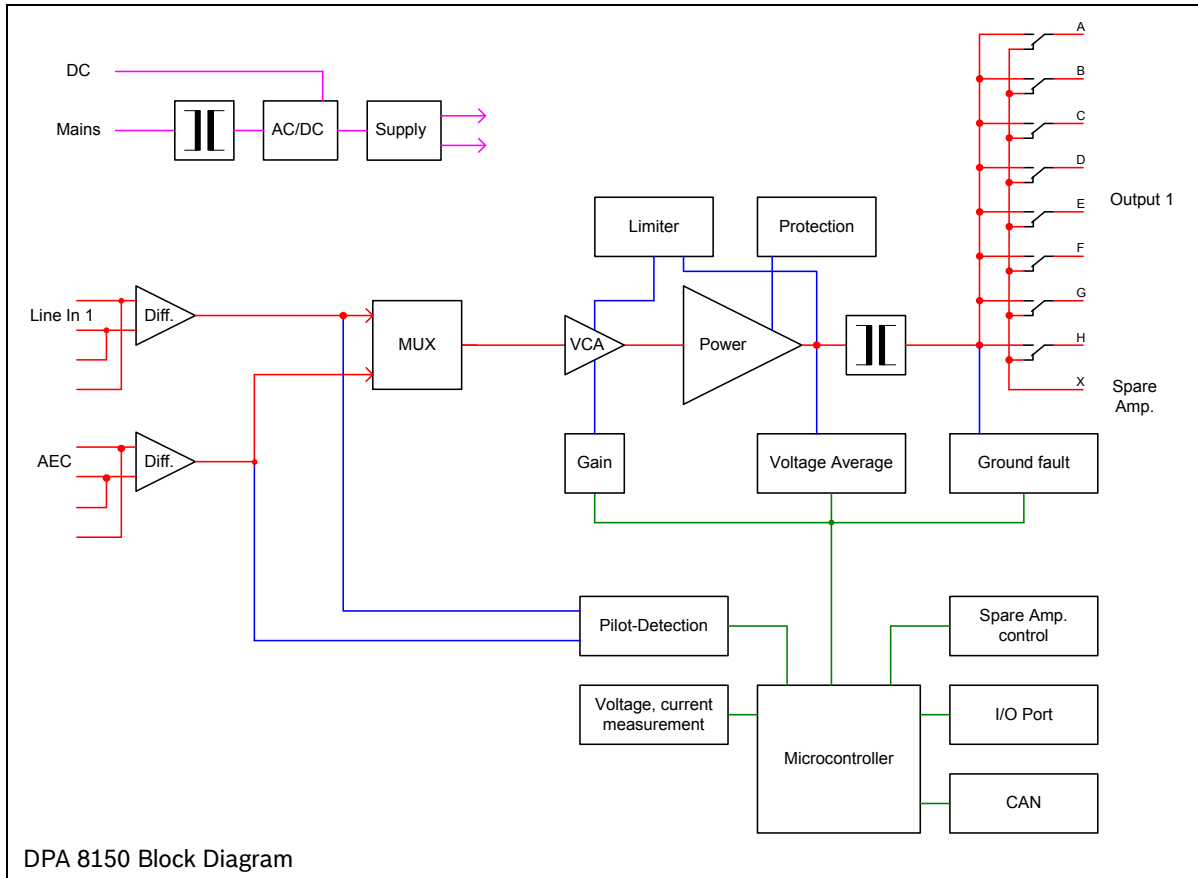 DC
Mains
AC/DC
Supply
A
B
C
D
E
F
G
H
X
Output 1
Spare
Amp.
Limiter
Protection
Line In 1
Diff.
MUX
VCA
Power
AEC
Diff.
Gain
Voltage Average
Ground fault
Pilot-Detection
Spare Amp.
control
Voltage, current
measurement
Microcontroller
I/O Port
CAN
DPA 8150 Block Diagram